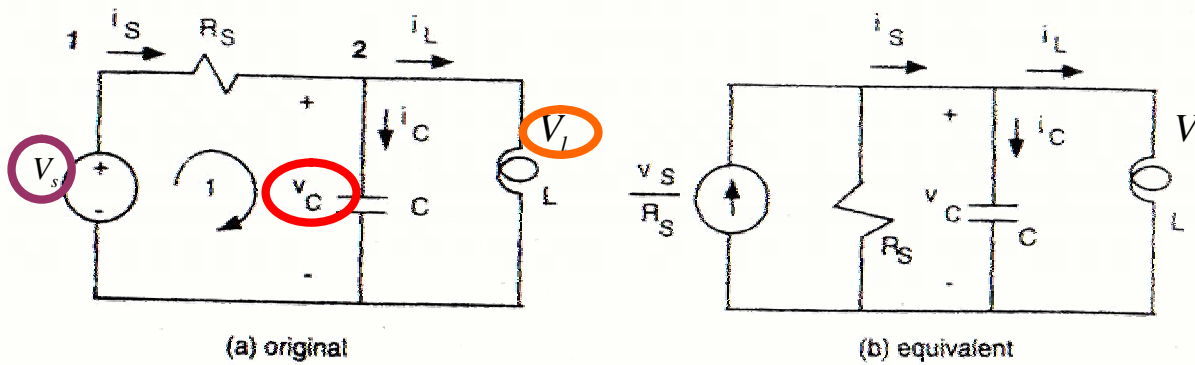 1 i_S R_S 2 i_L
+ i_C V_l
V_s + 1 v_C C L
-
-
(a) original
i_S i_L
+ i_C V
v_S / R_S R_S v_C C L
-
(b) equivalent